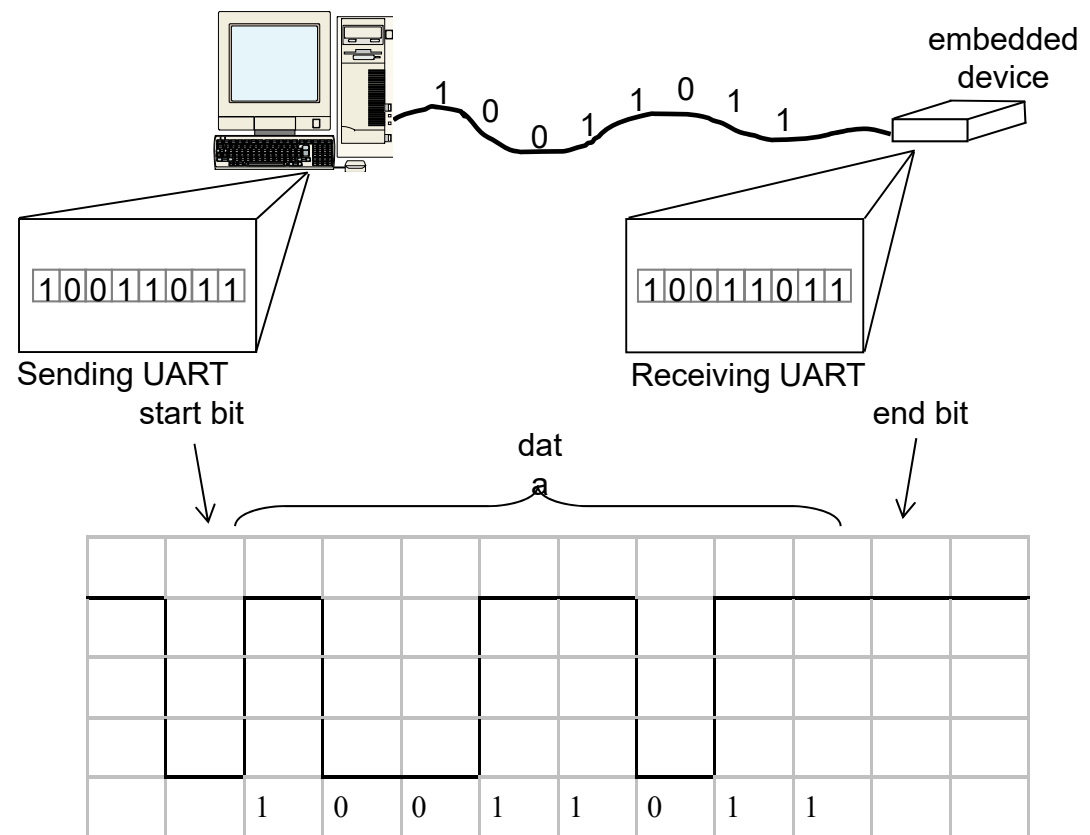 embedded
device
1 0 0 1 1 0 1 1
10011011
10011011
Sending UART
Receiving UART
start bit
end bit
dat
a
1 0 0 1 1 0 1 1